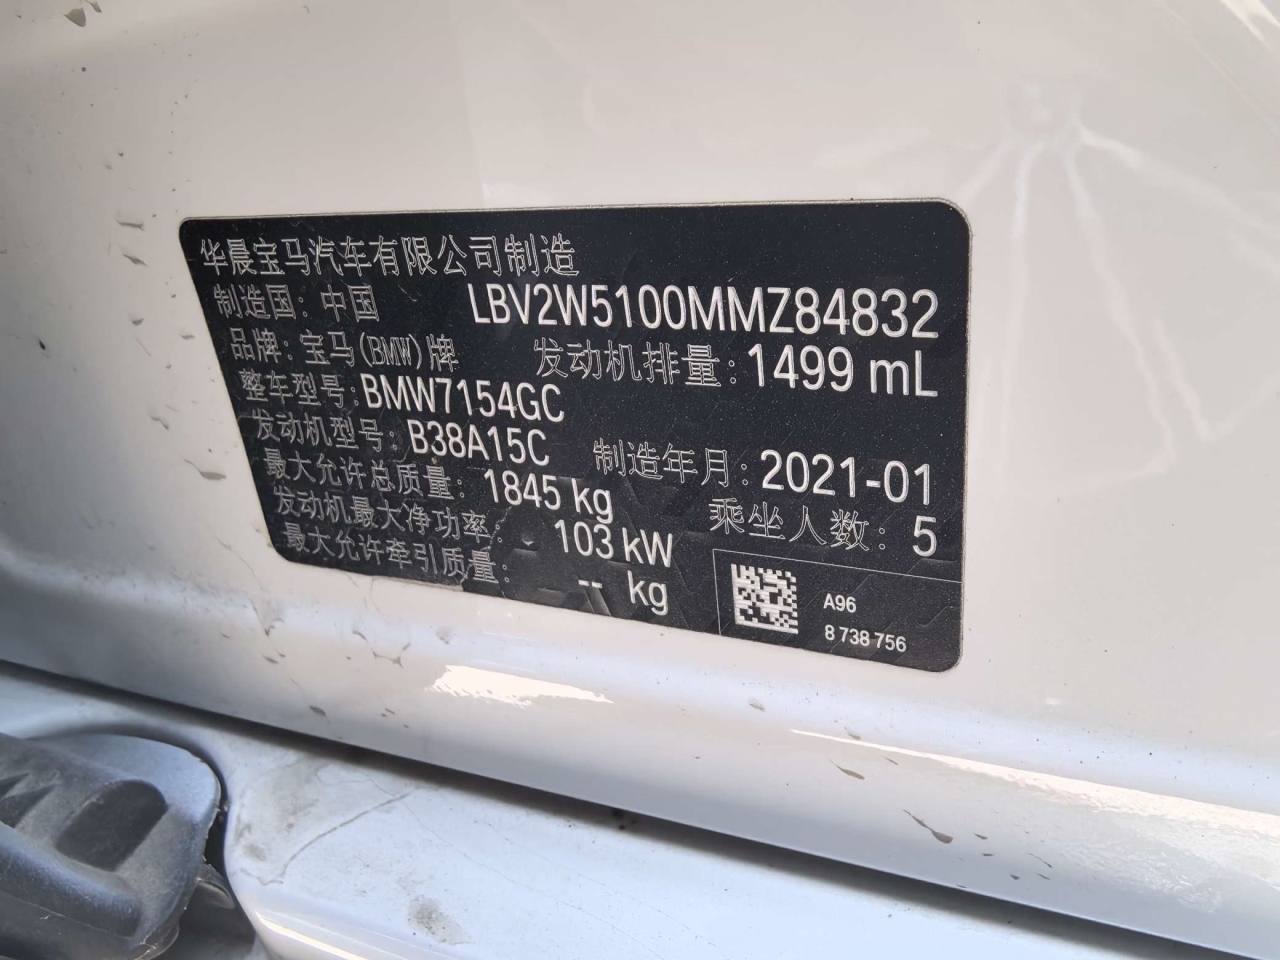 华晨宝马汽车有限公司制造
制造国: 中国 LBV2W5100MMZ84832
品牌: 宝马(BMW)牌 发动机排量: 1499 mL
整车型号: BMW7154GC
发动机型号: B38A15C 制造年月: 2021-01
最大允许总质量: 1845 kg 乘坐人数: 5
发动机最大净功率: 103 kW
最大允许牵引质量: -- kg
A96
8 738 756